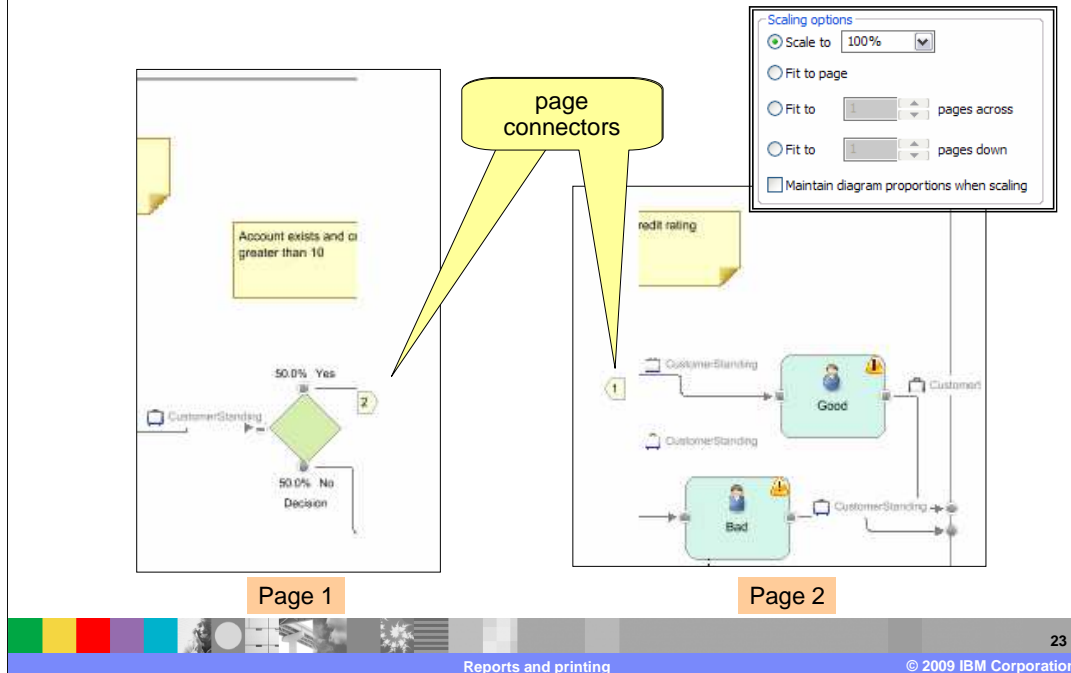 Scaling options
Scale to 100%
Fit to page
Fit to 1 pages across
Fit to 1 pages down
Maintain diagram proportions when scaling
page
connectors
Account exists and cr
greater than 10
50.0% Yes
2
CustomerStanding
50.0% No
Decision
Page 1
redit rating
CustomerStanding
1
Good
Customer
CustomerStanding
Bad
CustomerStanding
Page 2
23
Reports and printing
© 2009 IBM Corporation